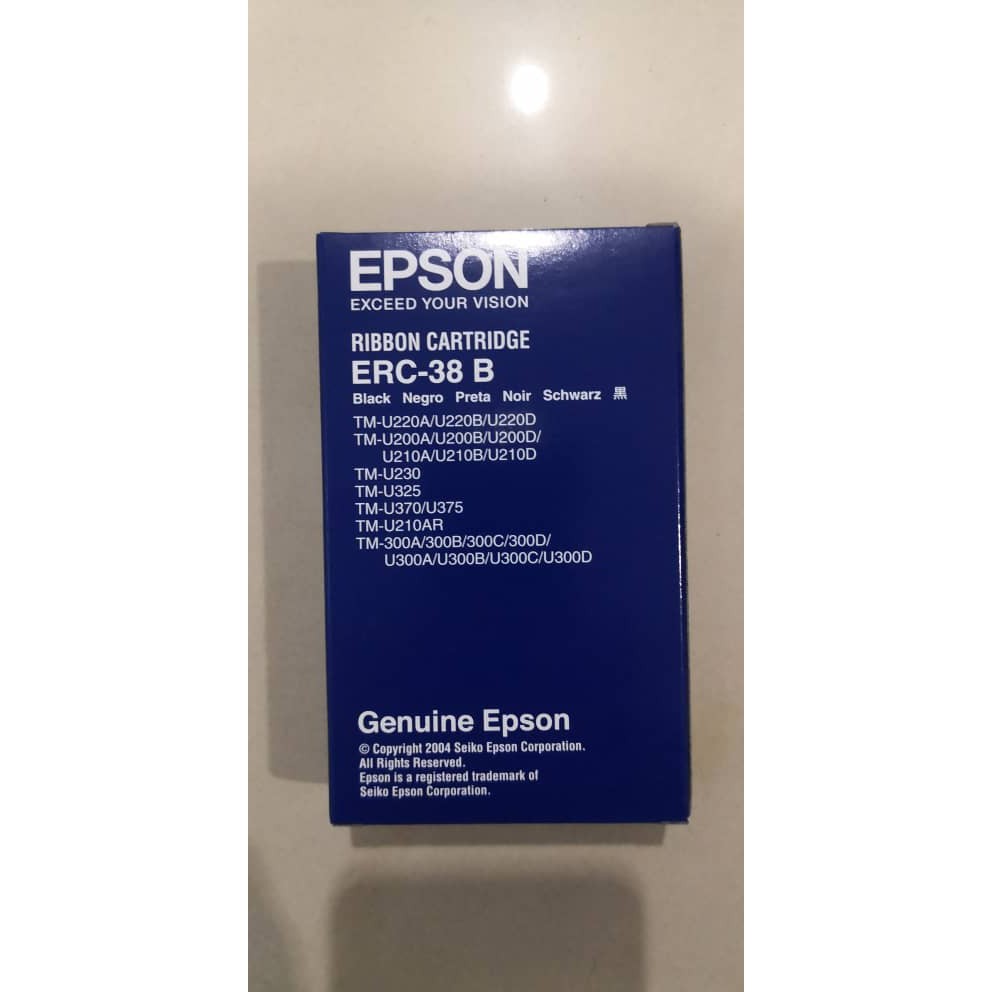 EPSON
EXCEED YOUR VISION
RIBBON CARTRIDGE
ERC-38 B
Black Negro Preta Noir Schwarz 黒
TM-U220A/U220B/U220D
TM-U200A/U200B/U200D/
U210A/U210B/U210D
TM-U230
TM-U325
TM-U370/U375
TM-U210AR
TM-300A/300B/300C/300D/
U300A/U300B/U300C/U300D
Genuine Epson
© Copyright 2004 Seiko Epson Corporation.
All Rights Reserved.
Epson is a registered trademark of
Seiko Epson Corporation.